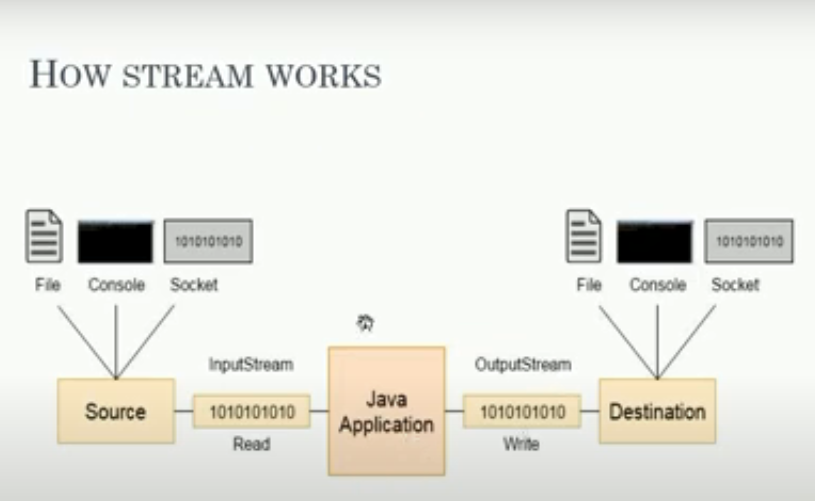 HOW STREAM WORKS
1010101010
1010101010
File Console Socket
File Console Socket
InputStream
OutputStream
Source
1010101010
Java
Application
1010101010
Destination
Read
Write